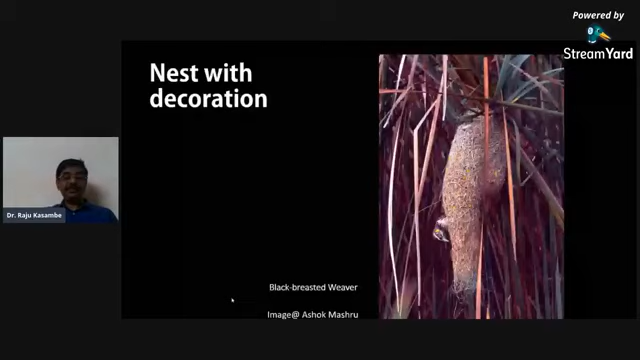 Powered by
StreamYard
Nest with
decoration
Dr. Raju Kasambe
Black-breasted Weaver
Image@ Ashok Mashru